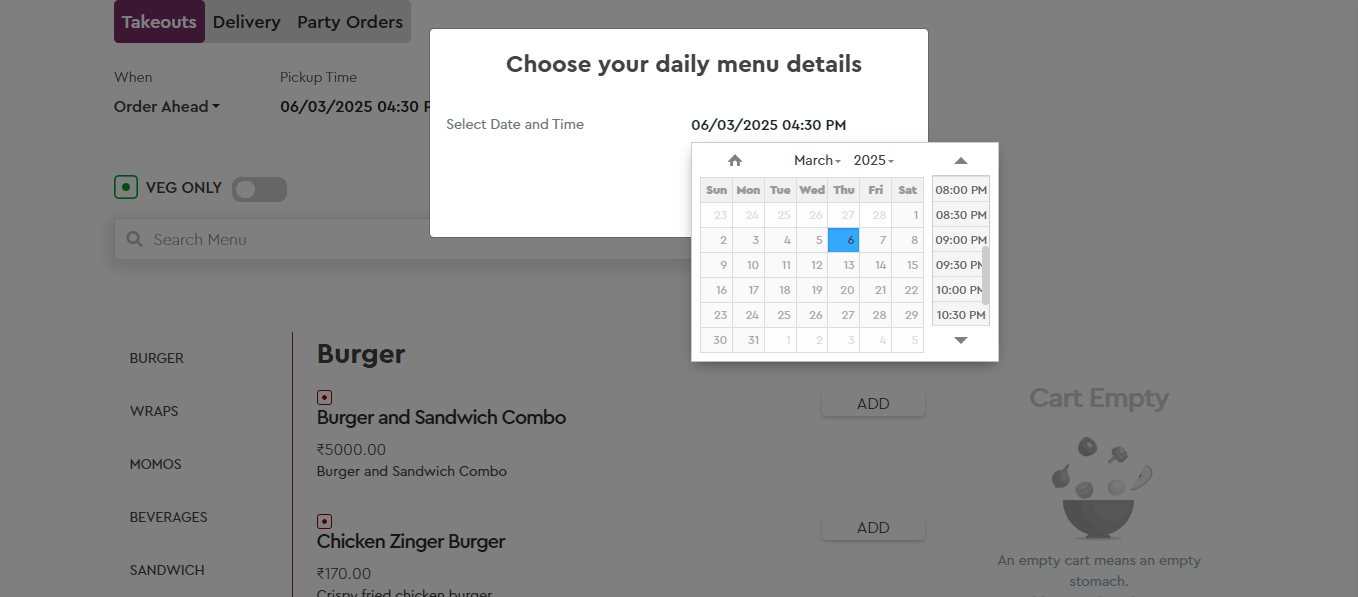 Takeouts Delivery Party Orders
Choose your daily menu details
When Pickup Time
Order Ahead 06/03/2025 04:30
Select Date and Time 06/03/2025 04:30 PM
March 2025
VEG ONLY
Search Menu
Sun Mon Tue Wed Thu Fri Sat
23 24 25 26 27 28 1
2 3 4 5 6 7 8
9 10 11 12 13 14 15
16 17 18 19 20 21 22
23 24 25 26 27 28 29
30 31 1 2 3 4 5
08:00 PM
08:30 PM
09:00 PM
09:30 PM
10:00 PM
10:30 PM
BURGER
WRAPS
MOMOS
BEVERAGES
SANDWICH
Burger
Burger and Sandwich Combo
₹5000.00
Burger and Sandwich Combo
ADD
Chicken Zinger Burger
₹170.00
Crispy fried chicken burger
ADD
Cart Empty
An empty cart means an empty
stomach.